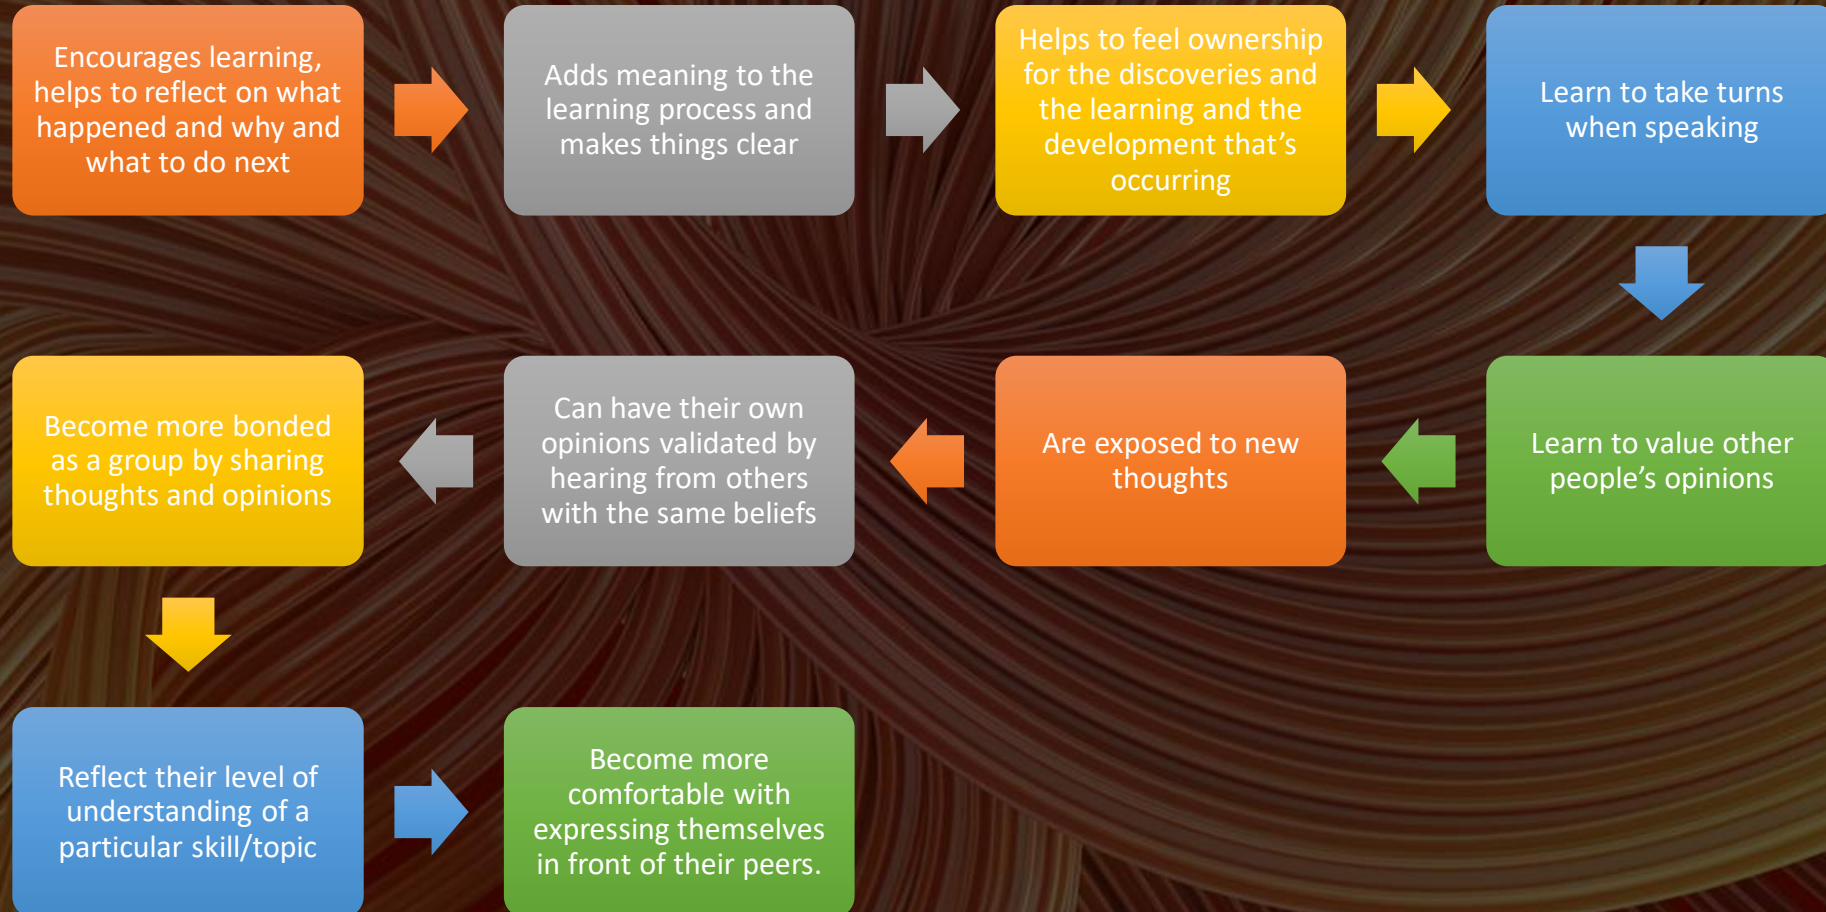 Encourages learning,
helps to reflect on what
happened and why and
what to do next
Adds meaning to the
learning process and
makes things clear
Helps to feel ownership
for the discoveries and
the learning and the
development that’s
occurring
Learn to take turns
when speaking
Learn to value other
people’s opinions
Are exposed to new
thoughts
Can have their own
opinions validated by
hearing from others
with the same beliefs
Become more bonded
as a group by sharing
thoughts and opinions
Reflect their level of
understanding of a
particular skill/topic
Become more
comfortable with
expressing themselves
in front of their peers.